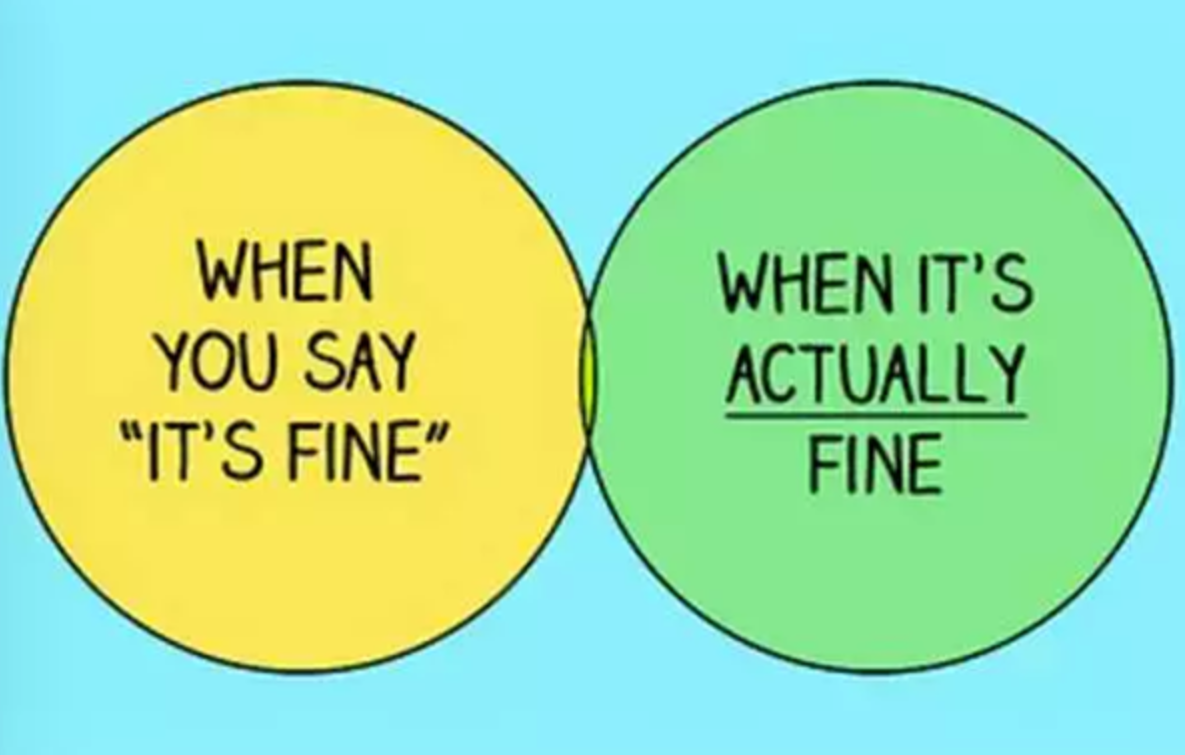 WHEN
YOU SAY
“IT'S FINE”
WHEN IT'S
ACTUALLY
FINE